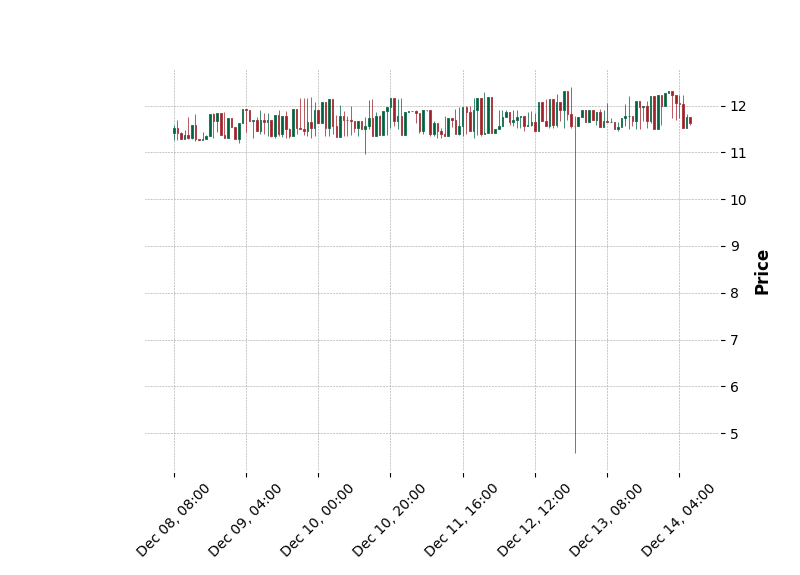 12
11
10
9
8
7
6
5
Price
Dec 08, 08:00
Dec 09, 04:00
Dec 10, 00:00
Dec 10, 20:00
Dec 11, 16:00
Dec 12, 12:00
Dec 13, 08:00
Dec 14, 04:00